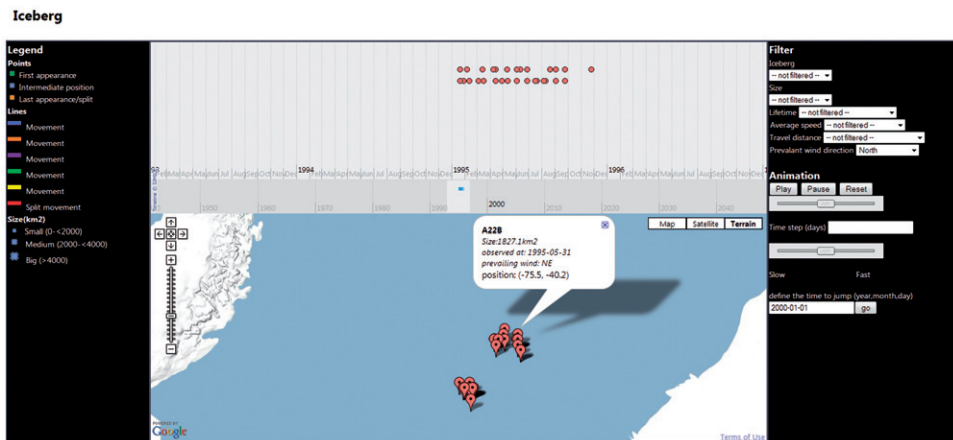 Iceberg
Legend
Points
First appearance
Intermediate position
Last appearance/split
Lines
Movement
Movement
Movement
Movement
Movement
Split movement
Size(km2)
Small (0-<2000)
Medium (2000-<4000)
Big (>4000)
1994
1995
1996
1950
1960
1970
1980
1990
2000
2010
2020
2030
2040
A22B
Size:1827.1km2
observed at: 1995-05-31
prevailing wind: NE
position: (-75.5, -40.2)
Map Satellite Terrain
POWERED BY
Google
Terms of Use
Filter
Iceberg
-- not filtered --
Size
-- not filtered --
Lifetime -- not filtered --
Average speed -- not filtered --
Travel distance -- not filtered --
Prevalant wind direction North
Animation
Play Pause Reset
Time step (days)
Slow Fast
define the time to jump (year,month,day)
2000-01-01 go